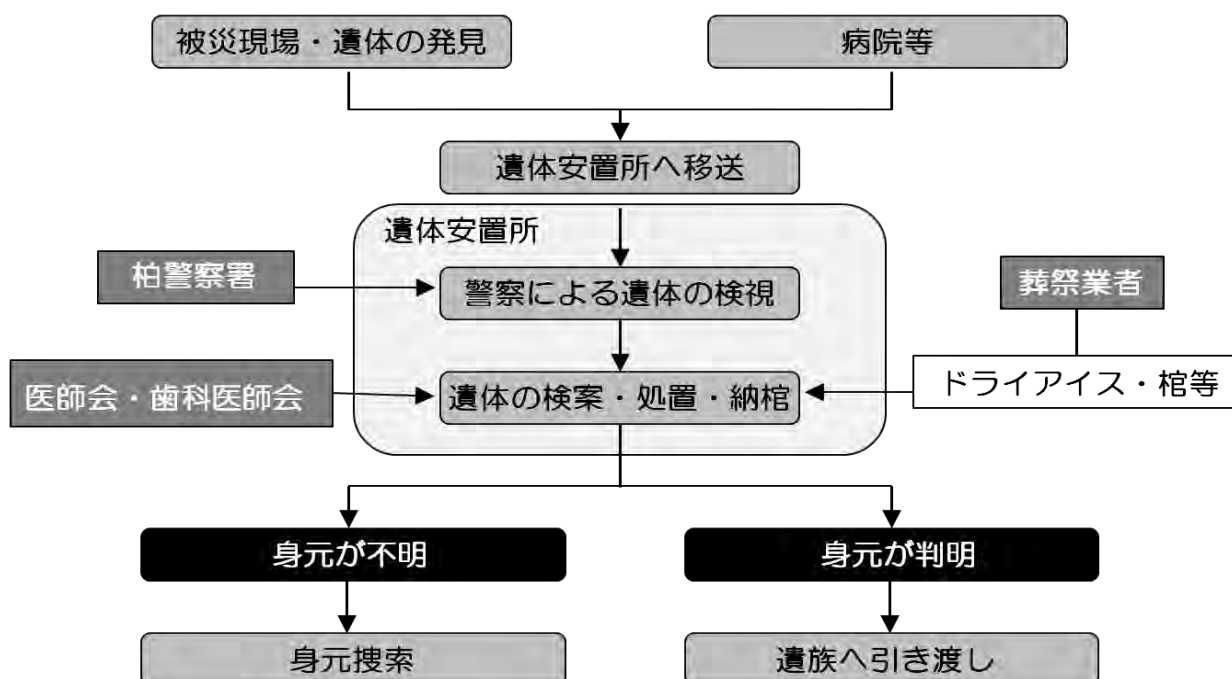 被災現場・遺体の発見
病院等
遺体安置所へ移送
遺体安置所
柏警察署
警察による遺体の検視
葬祭業者
医師会・歯科医師会
遺体の検案・処置・納棺
ドライアイス・棺等
身元が不明
身元が判明
身元捜索
遺族へ引き渡し